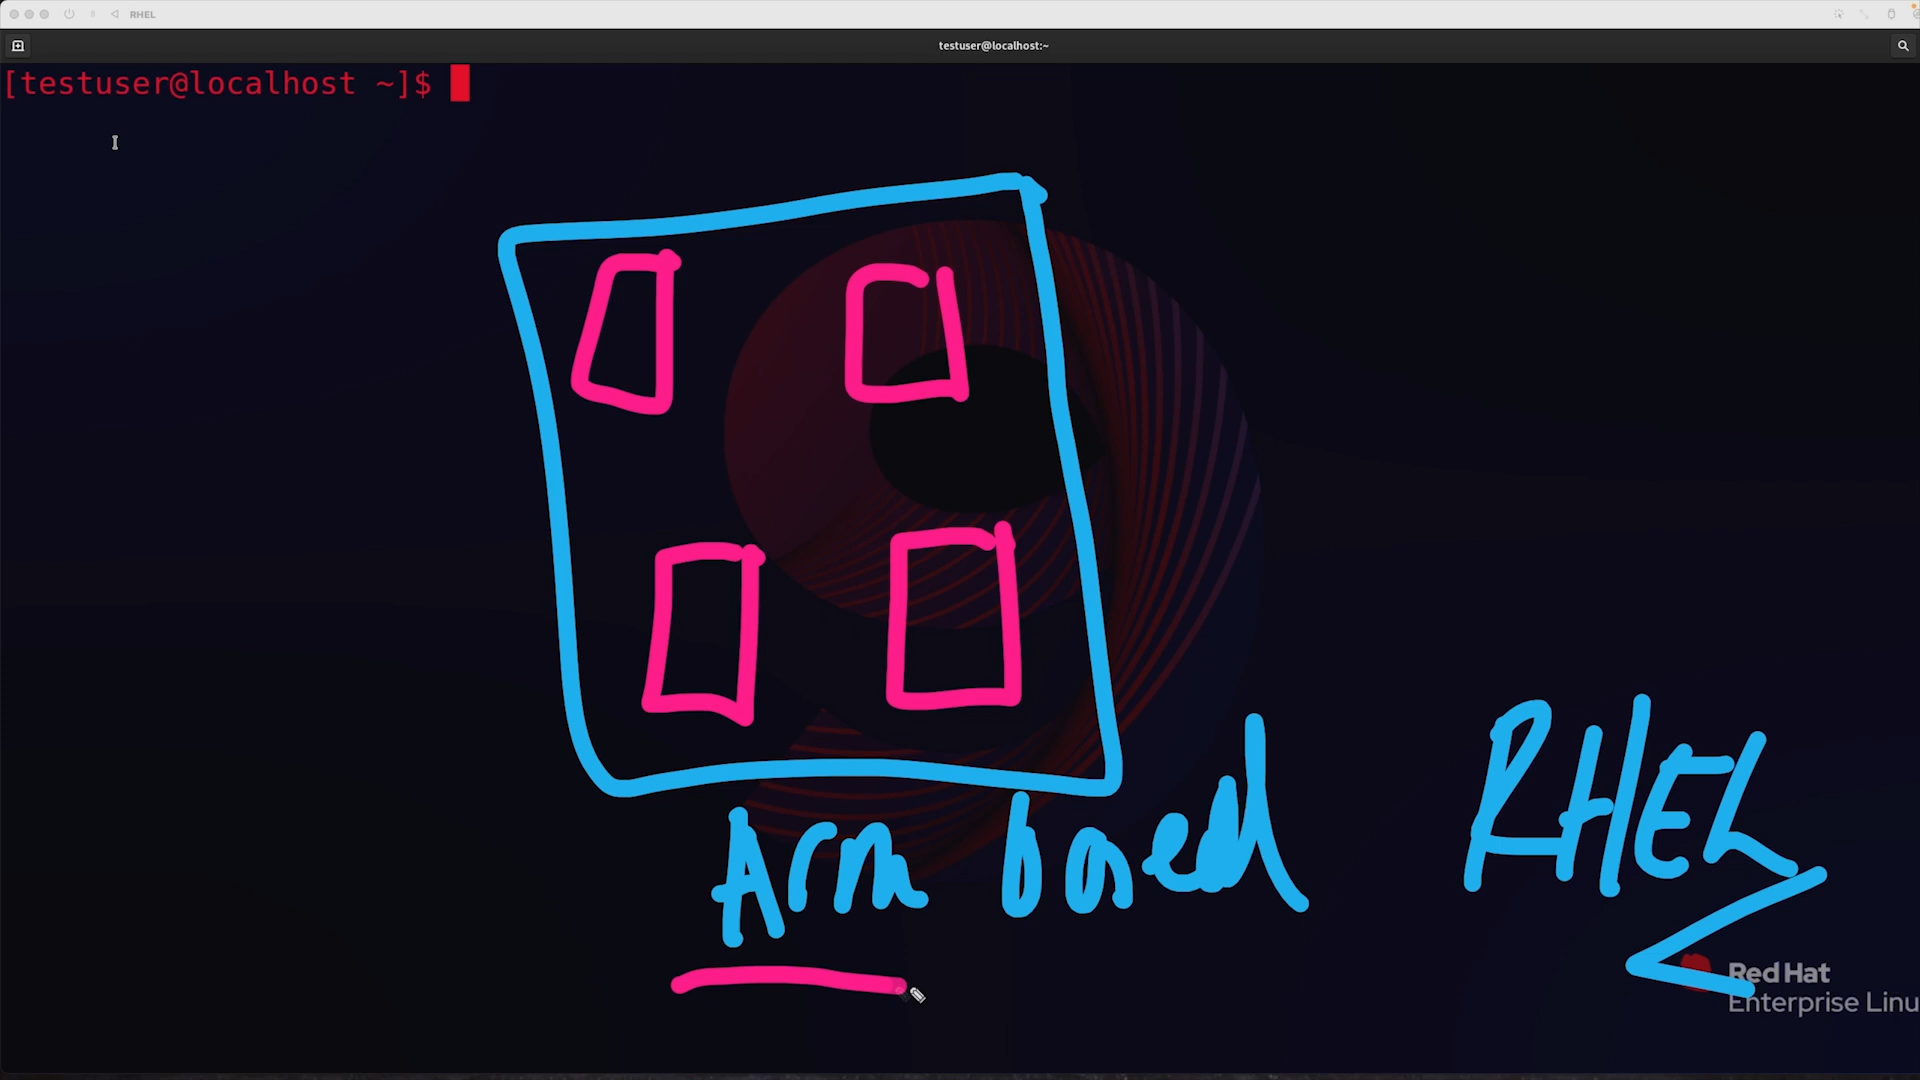 RHEL
testuser@localhost:~
[testuser@localhost ~]$
Arm based
RHEL
Red Hat
Enterprise Linu